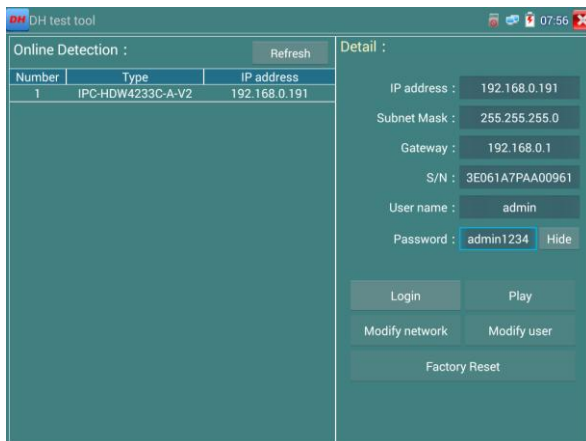 DH DH test tool 07:56
Online Detection : Refresh
Number Type IP address
1 IPC-HDW4233C-A-V2 192.168.0.191
Detail :
IP address : 192.168.0.191
Subnet Mask : 255.255.255.0
Gateway : 192.168.0.1
S/N : 3E061A7PAA00961
User name : admin
Password : admin1234 Hide
Login Play
Modify network Modify user
Factory Reset